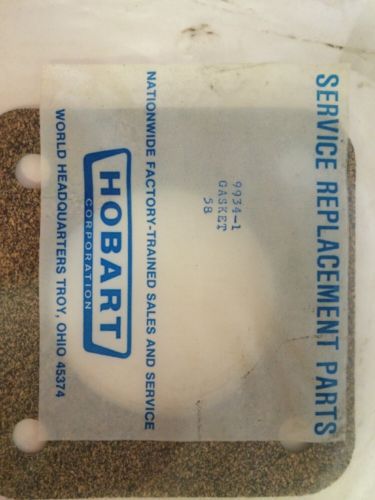 SERVICE REPLACEMENT PARTS
9934-1
GASKET
58
NATIONWIDE FACTORY-TRAINED SALES AND SERVICE
HOBART
CORPORATION
WORLD HEADQUARTERS TROY, OHIO 45374